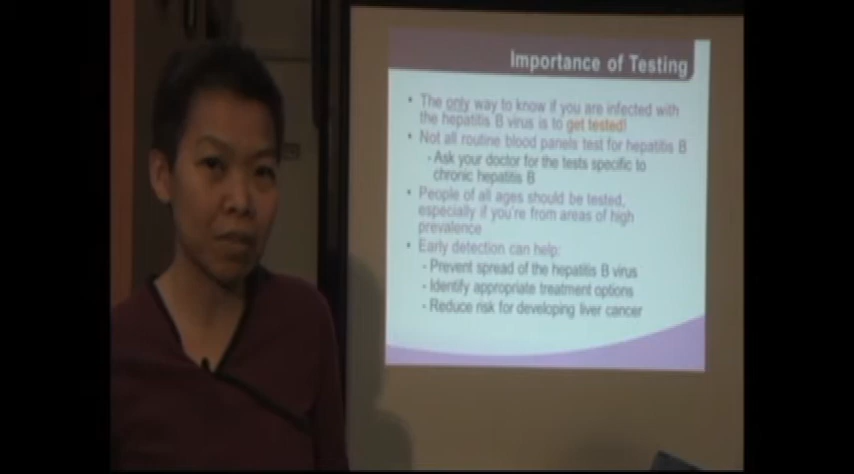 Importance of Testing
• The only way to know if you are infected with
the hepatitis B virus is to get tested!
• Not all routine blood panels test for hepatitis B
- Ask your doctor for the tests specific to
chronic hepatitis B
• People of all ages should be tested,
especially if you're from areas of high
prevalence
• Early detection can help:
- Prevent spread of the hepatitis B virus
- Identify appropriate treatment options
- Reduce risk for developing liver cancer